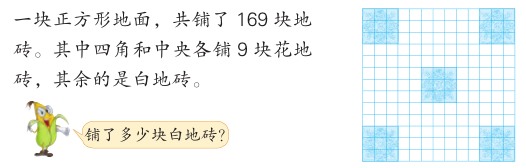 一块正方形地面，共铺了 169 块地
砖。其中四角和中央各铺 9 块花地
砖，其余的是白地砖。
铺了多少块白地砖？